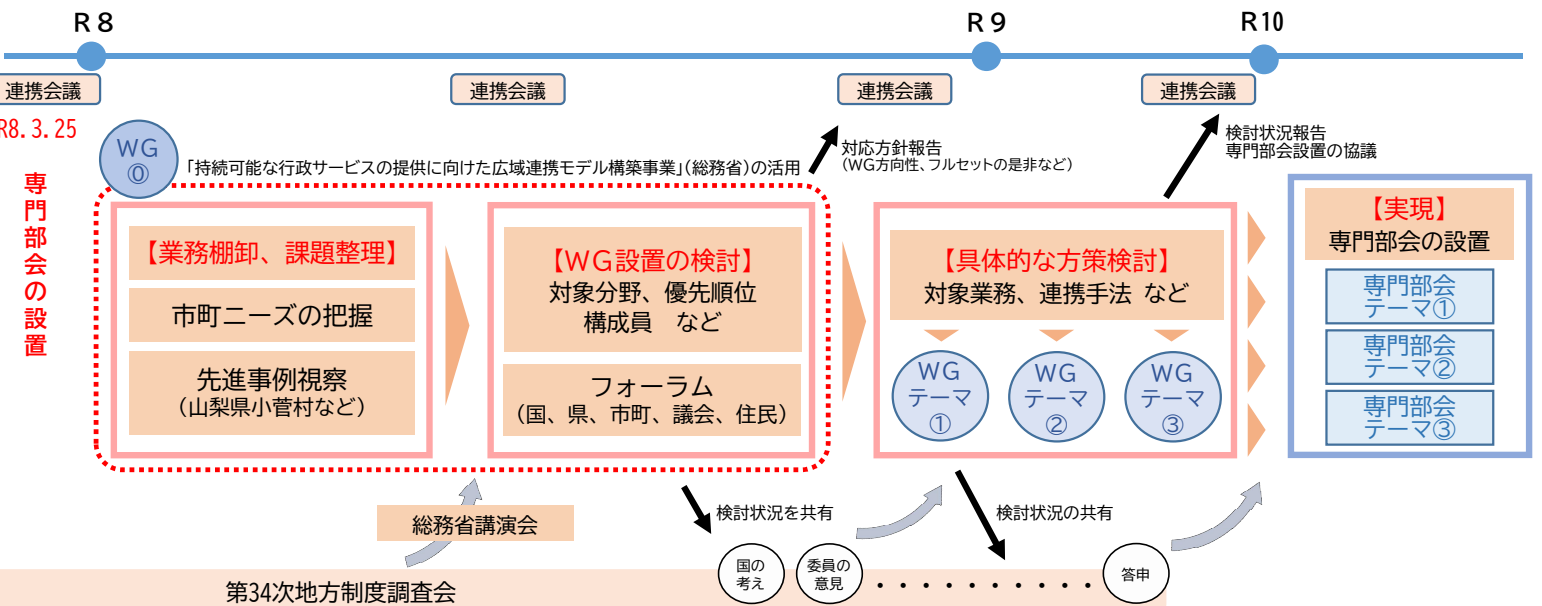 R8
R9
R10
連携会議
連携会議
連携会議
連携会議
R8.3.25
専門部会の設置
WG
⓪
「持続可能な行政サービスの提供に向けた広域連携モデル構築事業」(総務省)の活用
対応方針報告
(WG方向性、フルセットの是非など)
検討状況報告
専門部会設置の協議
【業務棚卸、課題整理】
市町ニーズの把握
先進事例視察
(山梨県小菅村など)
【WG設置の検討】
対象分野、優先順位
構成員 など
フォーラム
(国、県、市町、議会、住民)
【具体的な方策検討】
対象業務、連携手法 など
WG
テーマ
①
WG
テーマ
②
WG
テーマ
③
【実現】
専門部会の設置
専門部会
テーマ①
専門部会
テーマ②
専門部会
テーマ③
総務省講演会
検討状況を共有
検討状況の共有
第34次地方制度調査会
国の
考え
委員の
意見
・・・・・・・・・・
答申